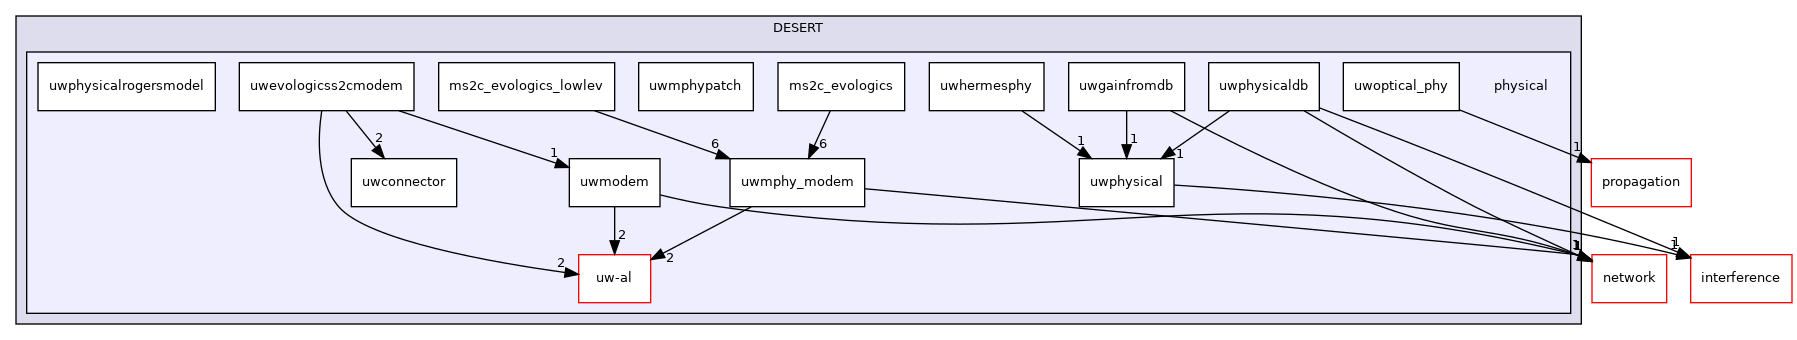 DESERT
uwphysicalrogersmodel
uwevologicss2cmodem
ms2c_evologics_lowlev
uwmphypatch
ms2c_evologics
uwhermesphy
uwgainfromdb
uwphysicaldb
uwoptical_phy
physical
2
1
6
6
1
1
1
1
uwconnector
uwmodem
uwmphy_modem
uwphysical
propagation
2
2
2
1
1
1
1
1
1
uw-al
network
interference